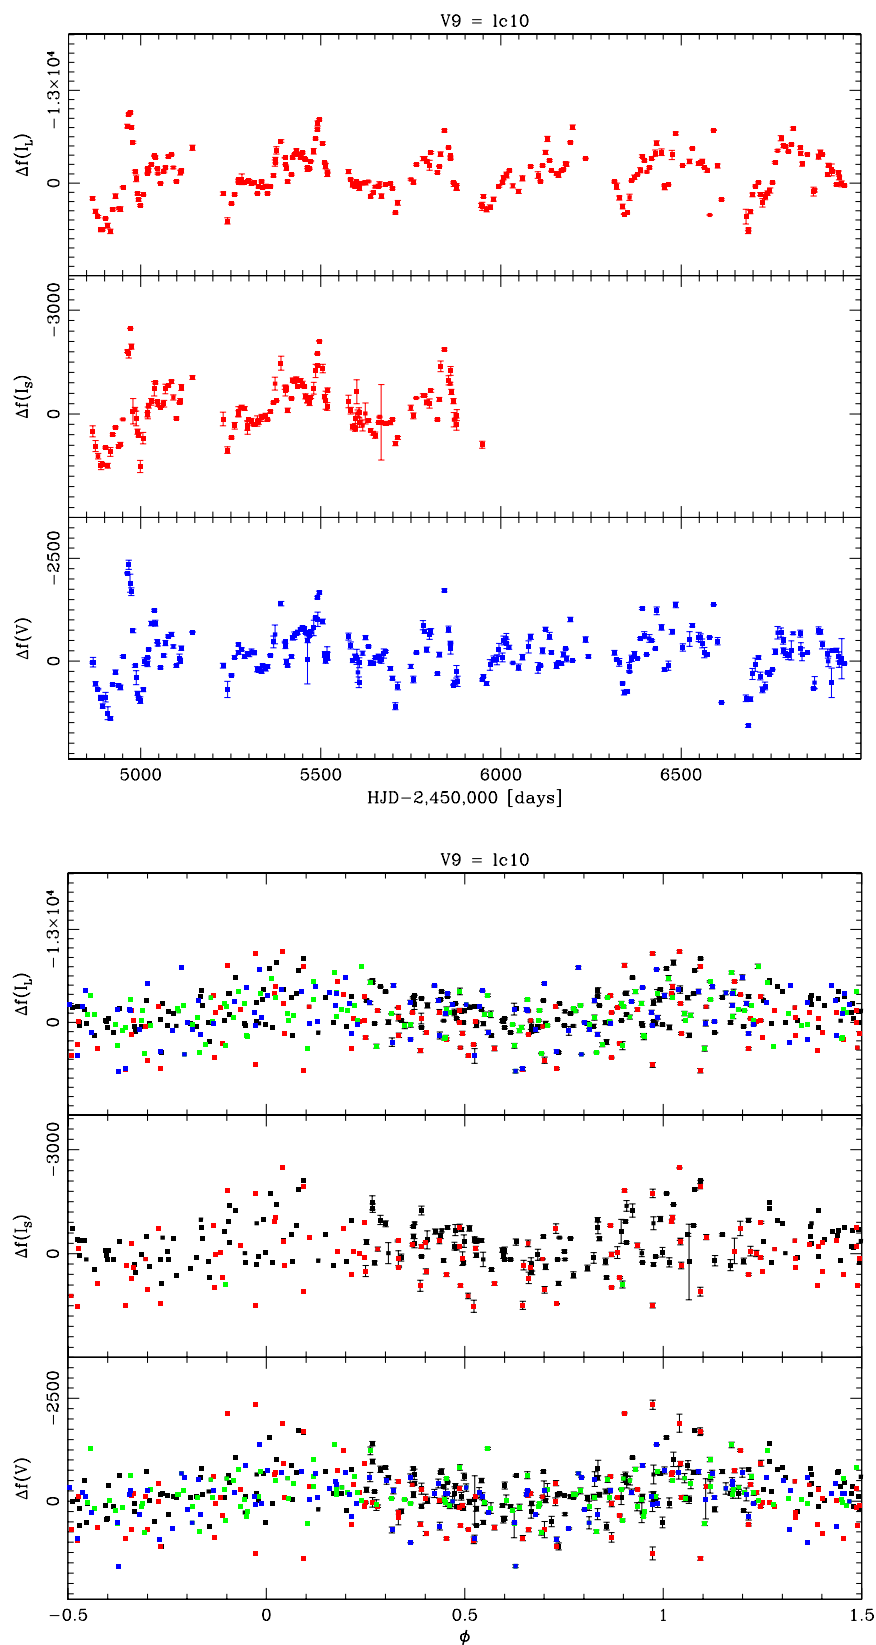 V9 = lc10
−1.3×10⁴
0
Δf(I_L)
−3000
0
Δf(I_S)
−2500
0
Δf(V)
5000 5500 6000 6500
HJD−2,450,000 [days]
V9 = lc10
−1.3×10⁴
0
Δf(I_L)
−3000
0
Δf(I_S)
−2500
0
Δf(V)
−0.5 0 0.5 1 1.5
ϕ